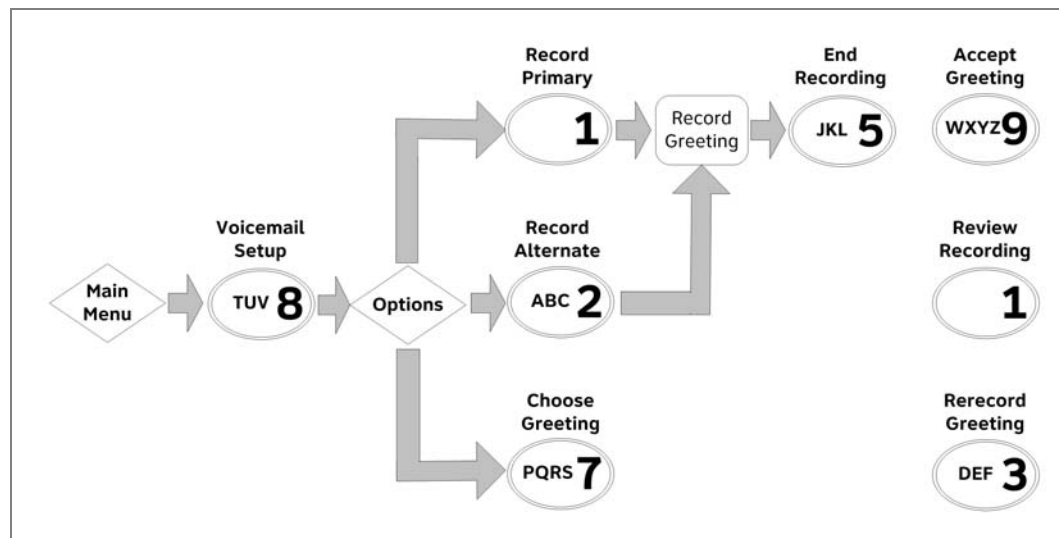 Record
Primary
1
Record
Greeting
End
Recording
JKL 5
Accept
Greeting
WXYZ 9
Main
Menu
Voicemail
Setup
TUV 8
Options
Record
Alternate
ABC 2
Review
Recording
1
Choose
Greeting
PQRS 7
Rerecord
Greeting
DEF 3